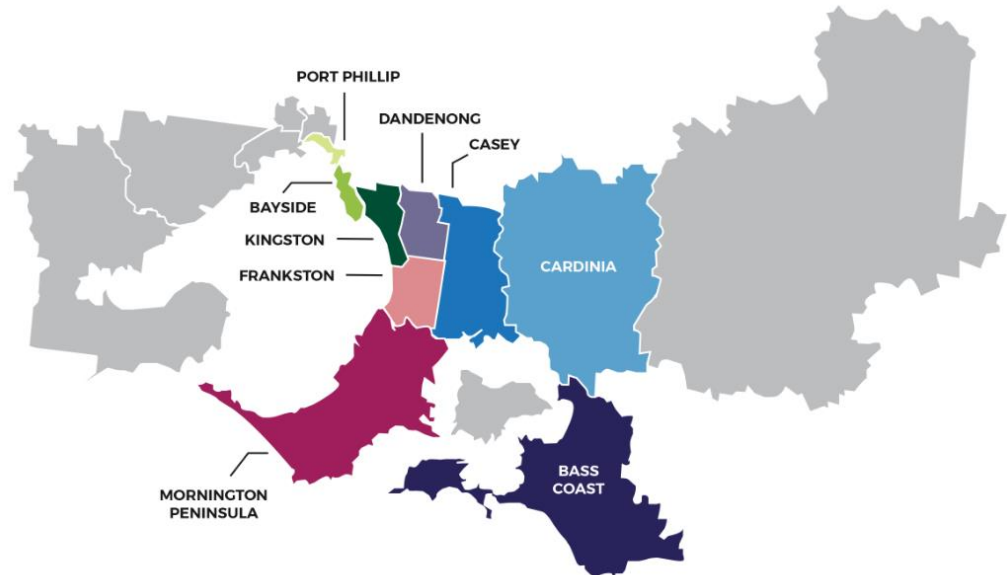 PORT PHILLIP
DANDENONG
CASEY
BAYSIDE
KINGSTON
FRANKSTON
CARDINIA
MORNINGTON
PENINSULA
BASS
COAST